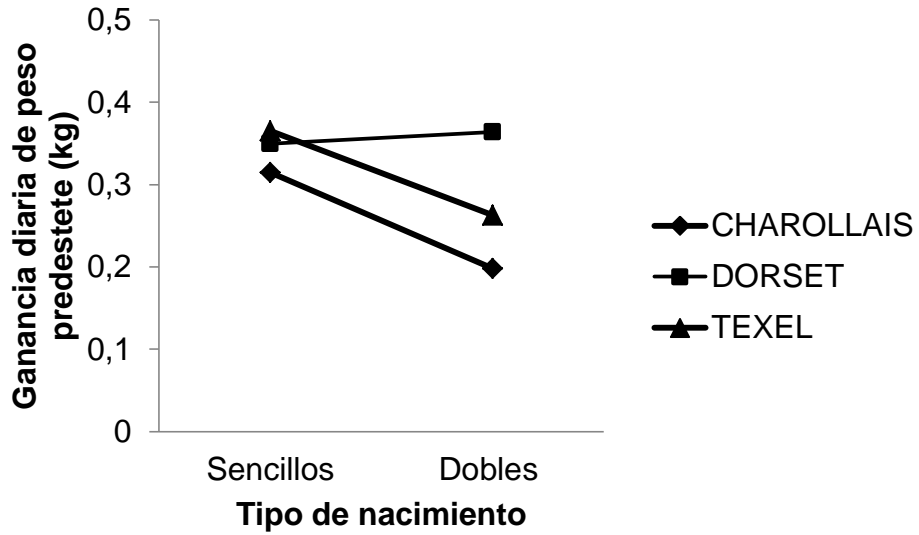 Ganancia diaria de peso
predestete (kg)
0,5
0,4
0,3
0,2
0,1
0
Sencillos
Dobles
Tipo de nacimiento
CHAROLLAIS
DORSET
TEXEL